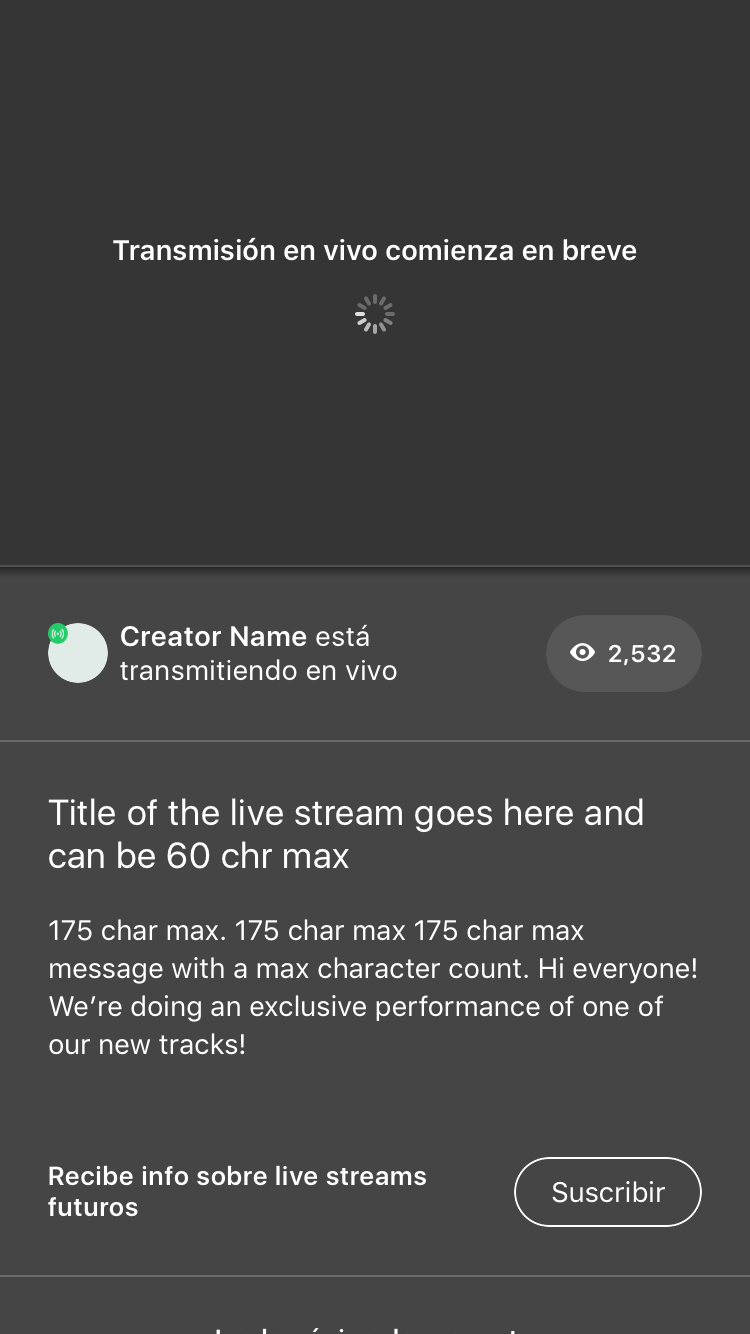 Transmisión en vivo comienza en breve
Creator Name está
transmitiendo en vivo
2,532
Title of the live stream goes here and
can be 60 chr max
175 char max. 175 char max 175 char max
message with a max character count. Hi everyone!
We’re doing an exclusive performance of one of
our new tracks!
Recibe info sobre live streams
futuros
Suscribir